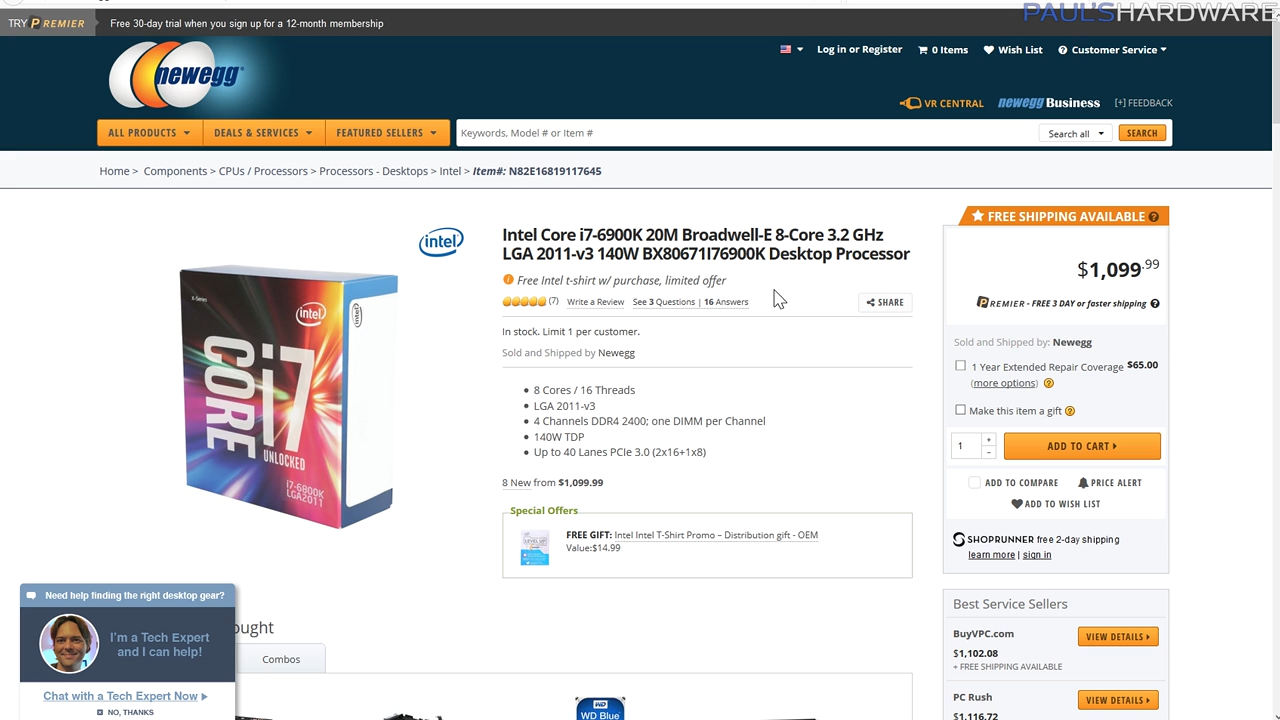 PAUL'SHARDWARE
TRY PREMIER
Free 30-day trial when you sign up for a 12-month membership
newegg
Log in or Register
0 Items
Wish List
Customer Service
VR CENTRAL
newegg Business
[+] FEEDBACK
ALL PRODUCTS
DEALS & SERVICES
FEATURED SELLERS
Keywords, Model # or Item #
Search all
SEARCH
Home > Components > CPUs / Processors > Processors - Desktops > Intel > Item#: N82E16819117645
intel
Intel Core i7-6900K 20M Broadwell-E 8-Core 3.2 GHz
LGA 2011-v3 140W BX80671I76900K Desktop Processor
Free Intel t-shirt w/ purchase, limited offer
(7) Write a Review See 3 Questions | 16 Answers
SHARE
In stock. Limit 1 per customer.
Sold and Shipped by Newegg
8 Cores / 16 Threads
LGA 2011-v3
4 Channels DDR4 2400; one DIMM per Channel
140W TDP
Up to 40 Lanes PCIe 3.0 (2x16+1x8)
8 New from $1,099.99
Special Offers
FREE GIFT: Intel Intel T-Shirt Promo – Distribution gift - OEM
Value:$14.99
X-Series
intel
intel
CORE i7
UNLOCKED
i7-6800K
LGA2011
FREE SHIPPING AVAILABLE
$1,099.99
PREMIER - FREE 3 DAY or faster shipping
Sold and Shipped by: Newegg
1 Year Extended Repair Coverage $65.00
(more options)
Make this item a gift
1
ADD TO CART
ADD TO COMPARE
PRICE ALERT
ADD TO WISH LIST
SHOPRUNNER free 2-day shipping
learn more | sign in
Best Service Sellers
BuyVPC.com
VIEW DETAILS
$1,102.08
+ FREE SHIPPING AVAILABLE
PC Rush
VIEW DETAILS
$1,116.72
Need help finding the right desktop gear?
I'm a Tech Expert
and I can help!
Chat with a Tech Expert Now
NO, THANKS
ought
Combos
WD
WD Blue